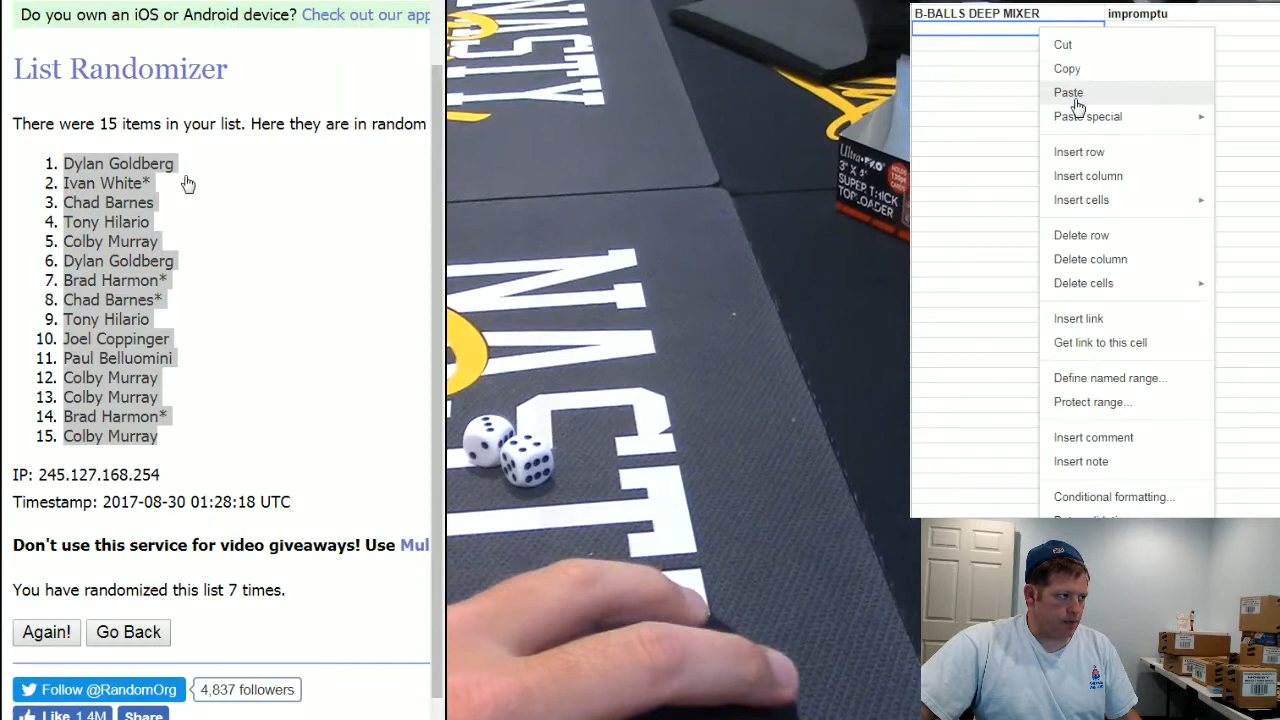 Do you own an iOS or Android device? Check out our app
List Randomizer
There were 15 items in your list. Here they are in random
1. Dylan Goldberg
2. Ivan White*
3. Chad Barnes
4. Tony Hilario
5. Colby Murray
6. Dylan Goldberg
7. Brad Harmon*
8. Chad Barnes*
9. Tony Hilario
10. Joel Coppinger
11. Paul Belluomini
12. Colby Murray
13. Colby Murray
14. Brad Harmon*
15. Colby Murray
IP: 245.127.168.254
Timestamp: 2017-08-30 01:28:18 UTC
Don't use this service for video giveaways! Use Mul
You have randomized this list 7 times.
Again!
Go Back
Follow @RandomOrg
4,837 followers
Like 1.4M
Share
NASTY
NASTY
Ultra PRO
3" X 4"
SUPER THICK
TOPLOADER
B-BALLS DEEP MIXER
impromptu
Cut
Copy
Paste
Paste special
Insert row
Insert column
Insert cells
Delete row
Delete column
Delete cells
Insert link
Get link to this cell
Define named range...
Protect range...
Insert comment
Insert note
Conditional formatting...